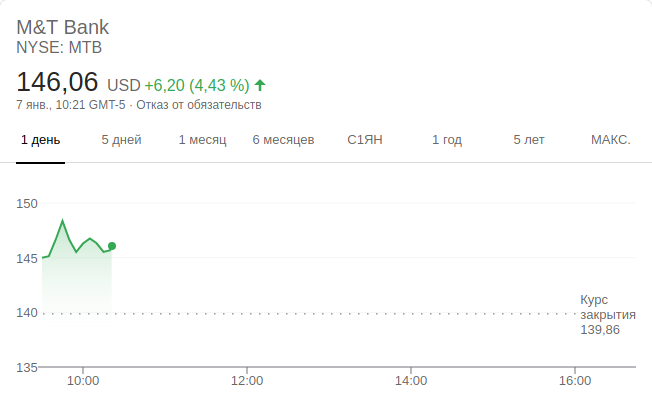 M&T Bank
NYSE: MTB
146,06 USD +6,20 (4,43 %)
7 янв., 10:21 GMT-5 · Отказ от обязательств
1 день 5 дней 1 месяц 6 месяцев С1ЯН 1 год 5 лет МАКС.
150
145
140
135
Курс
закрытия
139,86
10:00 12:00 14:00 16:00